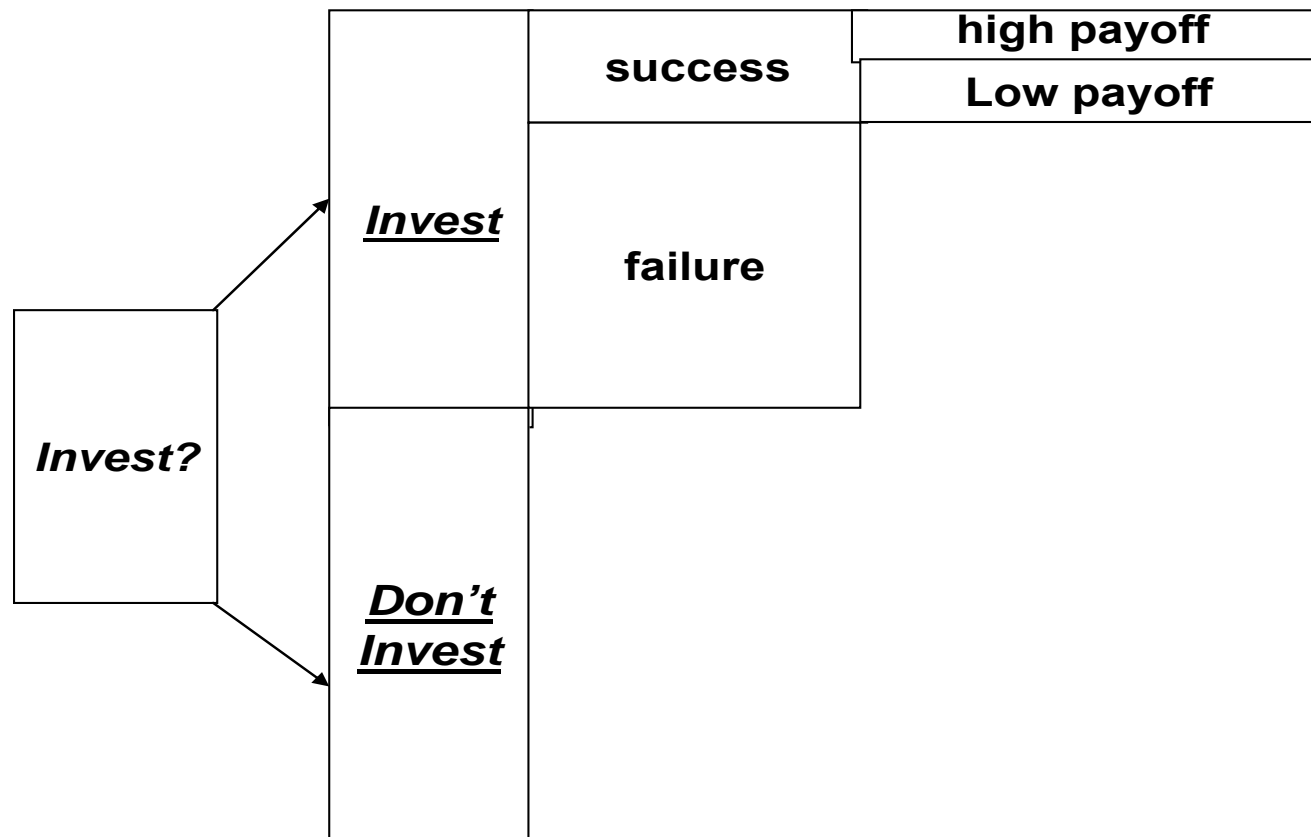 high payoff
success
Low payoff
Invest
failure
Invest?
Don’t
Invest